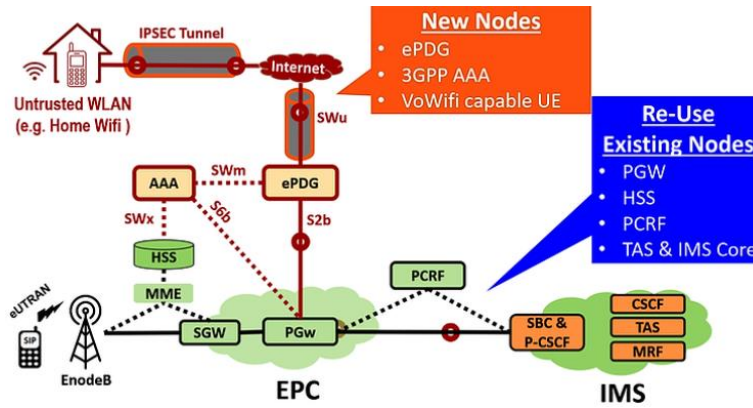 IPSEC Tunnel
Internet
Untrusted WLAN
(e.g. Home Wifi )
New Nodes
• ePDG
• 3GPP AAA
• VoWifi capable UE
SWu
Re-Use
Existing Nodes
• PGW
• HSS
• PCRF
• TAS & IMS Core
AAA
SWm
ePDG
SWx
S6b
S2b
HSS
MME
PCRF
eUTRAN
SIP
EnodeB
SGW
PGw
SBC &
P-CSCF
CSCF
TAS
MRF
EPC
IMS